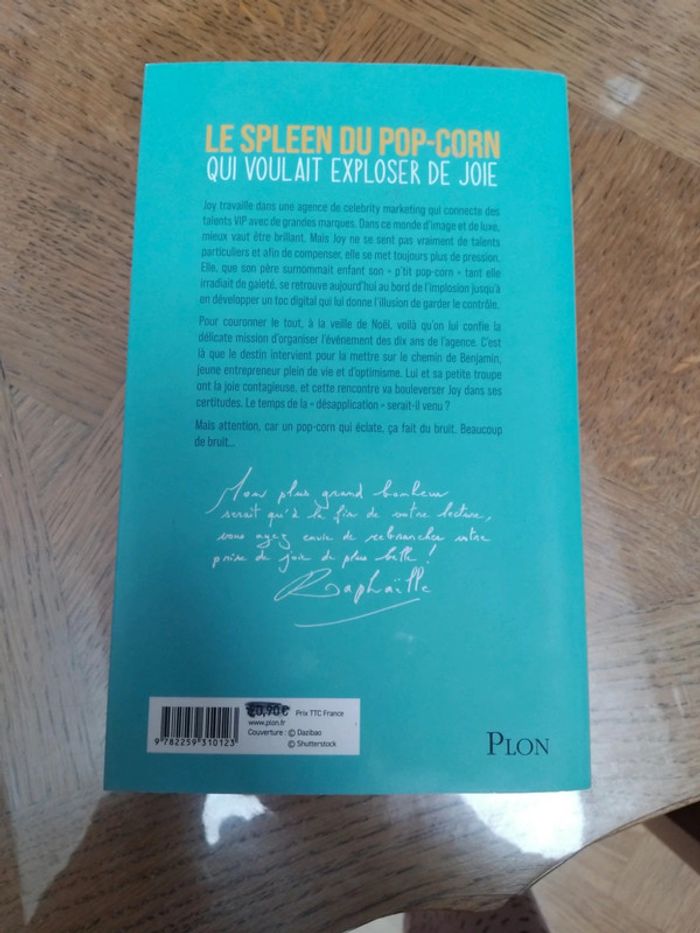 LE SPLEEN DU POP-CORN
QUI VOULAIT EXPLOSER DE JOIE
Joy travaille dans une agence de celebrity marketing qui connecte des
talents VIP avec de grandes marques. Dans ce monde d'image et de luxe,
mieux vaut être brillant. Mais Joy ne se sent pas vraiment de talents
particuliers et afin de compenser, elle se met toujours plus de pression.
Elle, que son père surnommait enfant son « p'tit pop-corn » tant elle
irradiait de gaieté, se retrouve aujourd'hui au bord de l'implosion jusqu'à
en développer un toc digital qui lui donne l'illusion de garder le contrôle.
Pour couronner le tout, à la veille de Noël, voilà qu'on lui confie la
délicate mission d'organiser l'événement des dix ans de l'agence. C'est
là que le destin intervient pour la mettre sur le chemin de Benjamin,
jeune entrepreneur plein de vie et d'optimisme. Lui et sa petite troupe
ont la joie contagieuse, et cette rencontre va bouleverser Joy dans ses
certitudes. Le temps de la « désapplication » serait-il venu ?
Mais attention, car un pop-corn qui éclate, ça fait du bruit. Beaucoup
de bruit...
Mon plus grand bonheur
serait qu'à la fin de votre lecture,
vous ayez envie de rebrancher votre
prise de joie de plus belle !
Raphaëlle
20,90 € Prix TTC France
www.plon.fr
Couverture : © Dazibao
© Shutterstock
9 782259 310123
PLON